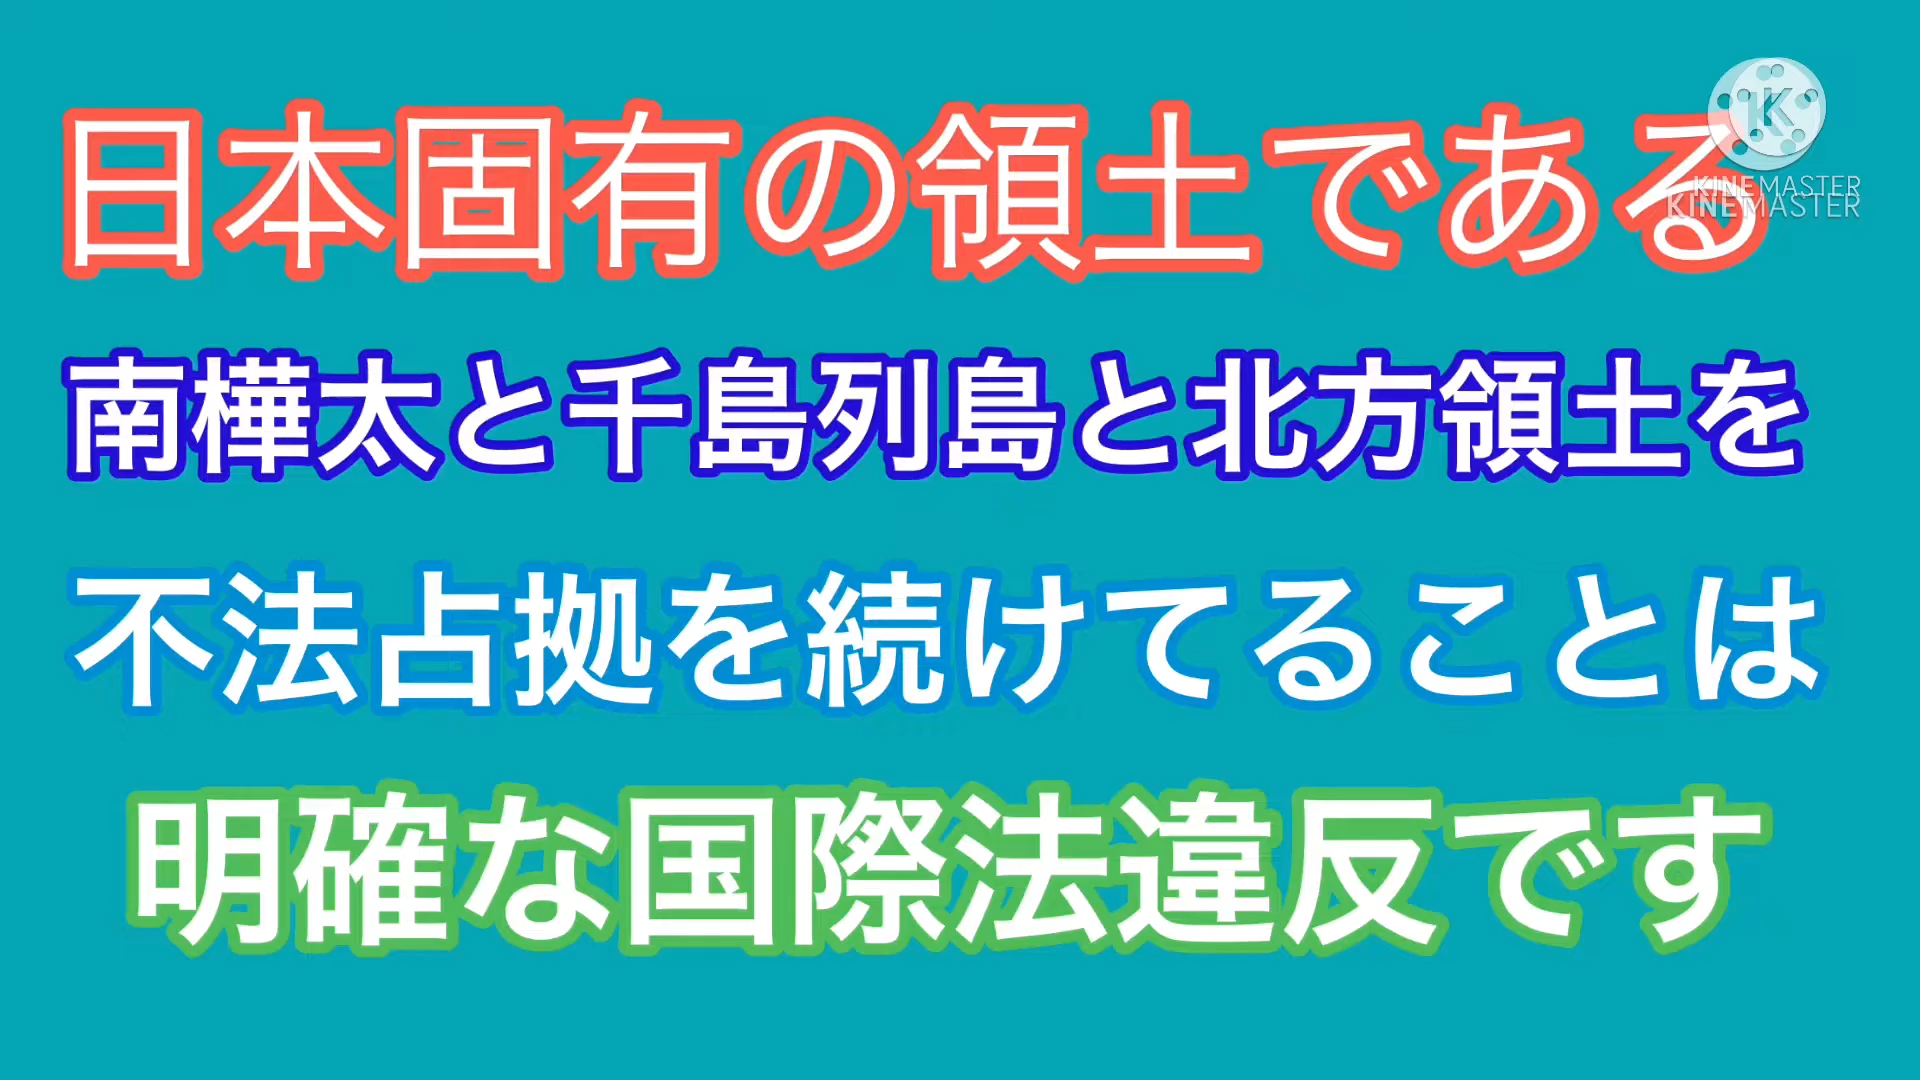 日本固有の領土である
KINEMASTER
KINEMASTER
南樺太と千島列島と北方領土を
不法占拠を続けてることは
明確な国際法違反です